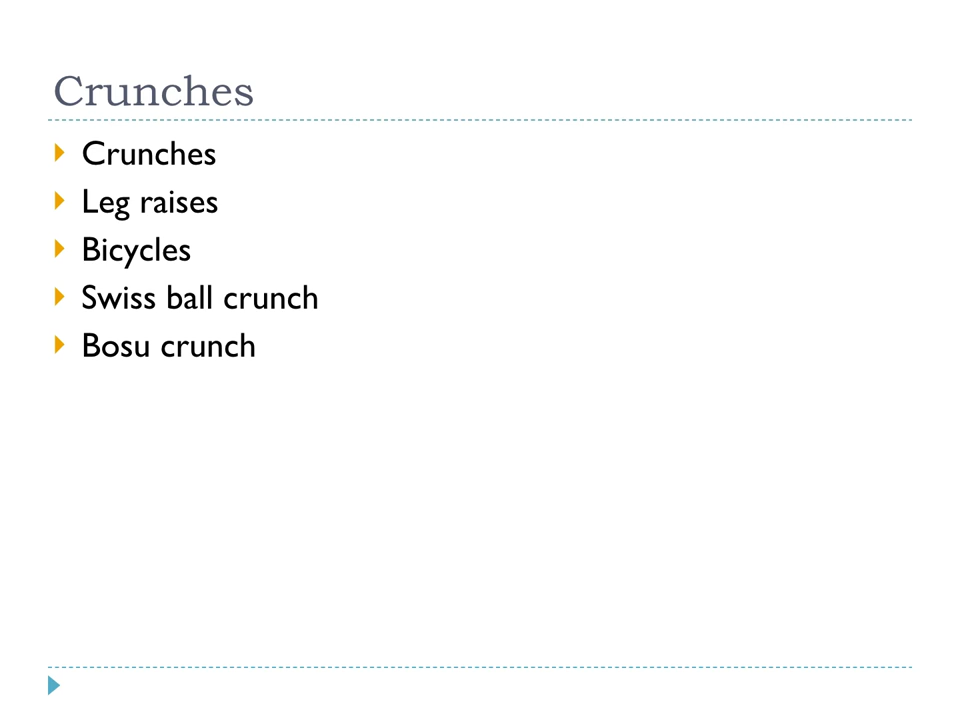 Crunches
Crunches
Leg raises
Bicycles
Swiss ball crunch
Bosu crunch